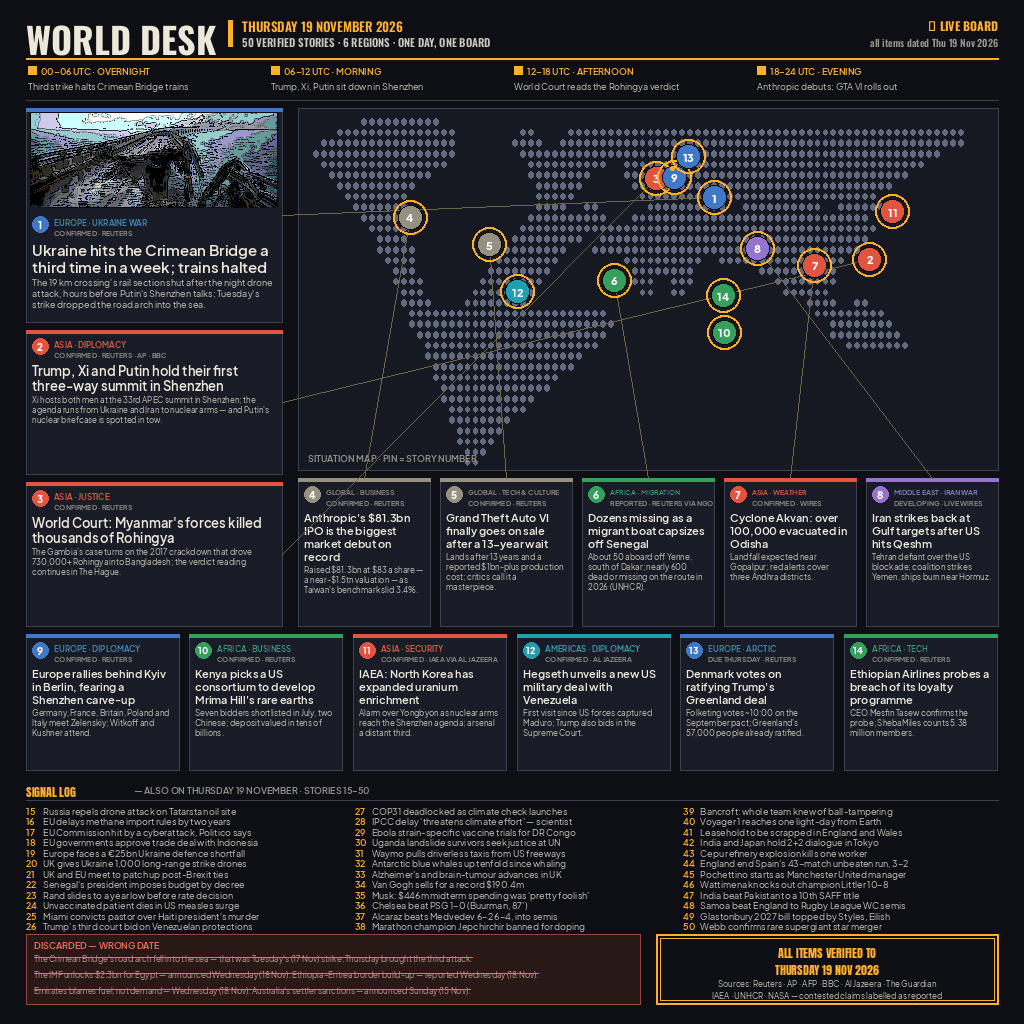 WORLD DESK
THURSDAY 19 NOVEMBER 2026
50 VERIFIED STORIES · 6 REGIONS · ONE DAY, ONE BOARD
LIVE BOARD
all items dated Thu 19 Nov 2026
00–06 UTC · OVERNIGHT
Third strike halts Crimean Bridge trains
06–12 UTC · MORNING
Trump, Xi, Putin sit down in Shenzhen
12–18 UTC · AFTERNOON
World Court reads the Rohingya verdict
18–24 UTC · EVENING
Anthropic debuts; GTA VI rolls out
1 EUROPE · UKRAINE WAR
CONFIRMED · REUTERS
Ukraine hits the Crimean Bridge a
third time in a week; trains halted
The 19 km crossing's rail section shut after the night drone
attack, hours before Putin's Shenzhen talks; Tuesday's
strike dropped the road arch into the sea.
2 ASIA · DIPLOMACY
CONFIRMED · REUTERS · AP · BBC
Trump, Xi and Putin hold their first
three-way summit in Shenzhen
Xi hosts both men at the 33rd APEC summit in Shenzhen; the
agenda runs from Ukraine and Iran to nuclear arms — and Putin's
nuclear briefcase is spotted in tow.
3 ASIA · JUSTICE
CONFIRMED · REUTERS
World Court: Myanmar's forces killed
thousands of Rohingya
The Gambia's case turns on the 2017 crackdown that drove
730,000+ Rohingya into Bangladesh; the verdict reading
continues in The Hague.
13
3
9
1
4
11
5
8
2
7
6
12
14
10
SITUATION MAP · PIN = STORY NUMBER
4 GLOBAL · BUSINESS
CONFIRMED · REUTERS
Anthropic's $81.3bn
IPO is the biggest
market debut on
record
Raised $81.3bn at $83 a share —
a near-$1.5tn valuation — as
Taiwan's benchmark slid 3.4%.
5 GLOBAL · TECH & CULTURE
CONFIRMED · REUTERS
Grand Theft Auto VI
finally goes on sale
after a 13-year wait
Lands after 13 years and a
reported $1bn-plus production
cost; critics call it a
masterpiece.
6 AFRICA · MIGRATION
REPORTED · REUTERS VIA NGO
Dozens missing as a
migrant boat capsizes
off Senegal
About 50 aboard off Yenne,
south of Dakar; nearly 600
dead or missing on the route in
2026 (UNHCR).
7 ASIA · WEATHER
CONFIRMED · WIRES
Cyclone Akvan: over
100,000 evacuated in
Odisha
Landfall expected near
Gopalpur; red alerts cover
three Andhra districts.
8 MIDDLE EAST · IRAN WAR
DEVELOPING · LIVE WIRES
Iran strikes back at
Gulf targets after US
hits Qeshm
Tehran defiant over the US
blockade; coalition strikes
Yemen, ships burn near Hormuz.
9 EUROPE · DIPLOMACY
CONFIRMED · REUTERS
Europe rallies behind Kyiv
in Berlin, fearing a
Shenzhen carve-up
Germany, France, Britain, Poland and
Italy meet Zelenskiy; Witkoff and
Kushner attend.
10 AFRICA · BUSINESS
CONFIRMED · REUTERS
Kenya picks a US
consortium to develop
Mrima Hill's rare earths
Seven bidders shortlisted in July, two
Chinese; deposit valued in tens of
billions.
11 ASIA · SECURITY
CONFIRMED · IAEA VIA AL JAZEERA
IAEA: North Korea has
expanded uranium
enrichment
Alarm over Yongbyon as nuclear arms
reach the Shenzhen agenda; arsenal
a distant third.
12 AMERICAS · DIPLOMACY
CONFIRMED · AL JAZEERA
Hegseth unveils a new US
military deal with
Venezuela
First visit since US forces captured
Maduro; Trump also bids in the
Supreme Court.
13 EUROPE · ARCTIC
DUE THURSDAY · REUTERS
Denmark votes on
ratifying Trump's
Greenland deal
Folketing votes ~10:00 on the
September pact; Greenland's
57,000 people already ratified.
14 AFRICA · TECH
CONFIRMED · REUTERS
Ethiopian Airlines probes a
breach of its loyalty
programme
CEO Mesfin Tasew confirms the
probe; ShebaMiles counts 5.38
million members.
SIGNAL LOG — ALSO ON THURSDAY 19 NOVEMBER · STORIES 15–50
15 Russia repels drone attack on Tatarstan oil site
16 EU delays methane import rules by two years
17 EU Commission hit by a cyberattack, Politico says
18 EU governments approve trade deal with Indonesia
19 Europe faces a €25bn Ukraine defence shortfall
20 UK gives Ukraine 1,000 long-range strike drones
21 UK and EU meet to patch up post-Brexit ties
22 Senegal's president imposes budget by decree
23 Rand slides to a year low before rate decision
24 Unvaccinated patient dies in US measles surge
25 Miami convicts pastor over Haiti president's murder
26 Trump's third court bid on Venezuelan protections
27 COP31 deadlocked as climate check launches
28 IPCC delay 'threatens climate effort' — scientist
29 Ebola strain-specific vaccine trials for DR Congo
30 Uganda landslide survivors seek justice at UN
31 Waymo pulls driverless taxis from US freeways
32 Antarctic blue whales up tenfold since whaling
33 Alzheimer's and brain-tumour advances in UK
34 Van Gogh sells for a record $190.4m
35 Musk: $446m midterm spending was 'pretty foolish'
36 Chelsea beat PSG 1–0 (Buurman, 87')
37 Alcaraz beats Medvedev 6-2 6-4, into semis
38 Marathon champion Jepchirchir banned for doping
39 Bancroft: whole team knew of ball-tampering
40 Voyager 1 reaches one light-day from Earth
41 Leasehold to be scrapped in England and Wales
42 India and Japan hold 2+2 dialogue in Tokyo
43 Cepu refinery explosion kills one worker
44 England end Spain's 43-match unbeaten run, 3–2
45 Pochettino starts as Manchester United manager
46 Wattimena knocks out champion Littler 10–8
47 India beat Pakistan to a 10th SAFF title
48 Samoa beat England to Rugby League WC semis
49 Glastonbury 2027 bill topped by Styles, Eilish
50 Webb confirms rare supergiant star merger
DISCARDED — WRONG DATE
The Crimean Bridge's road arch fell into the sea — that was Tuesday's (17 Nov) strike; Thursday brought the third attack.
The IMF unlocks $2.3bn for Egypt — announced Wednesday (18 Nov). Ethiopia-Eritrea border build-up — reported Wednesday (18 Nov).
Emirates blames fuel, not demand — Wednesday (18 Nov). Australia's settler sanctions — announced Sunday (15 Nov).
ALL ITEMS VERIFIED TO
THURSDAY 19 NOV 2026
Sources: Reuters · AP · AFP · BBC · Al Jazeera · The Guardian
IAEA · UNHCR · NASA — contested claims labelled as reported